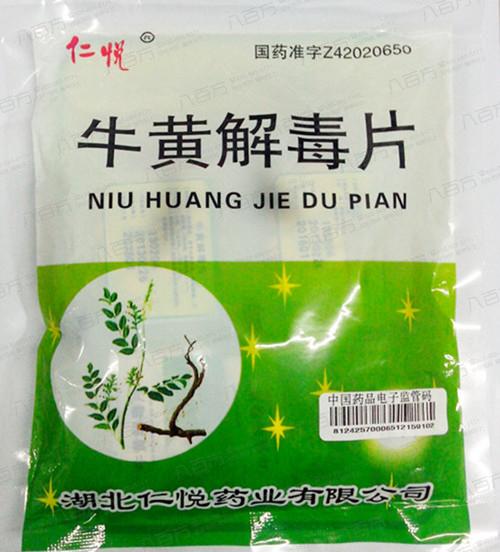 仁悦®
国药准字Z42020650
牛黄解毒片
NIU HUANG JIE DU PIAN
中国药品电子监管码
81242570006512159102
湖北仁悦药业有限公司